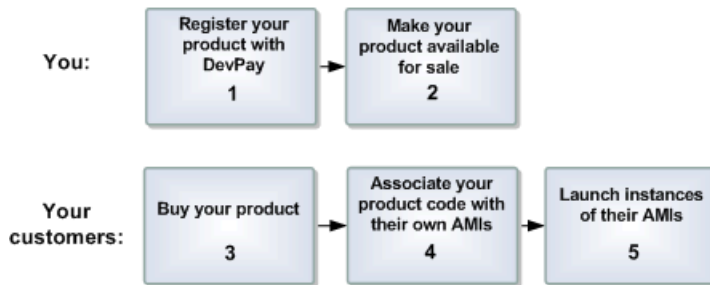 You:
Register your
product with
DevPay
1
Make your
product available
for sale
2
Your
customers:
Buy your product
3
Associate your
product code with
their own AMIs
4
Launch instances
of their AMIs
5